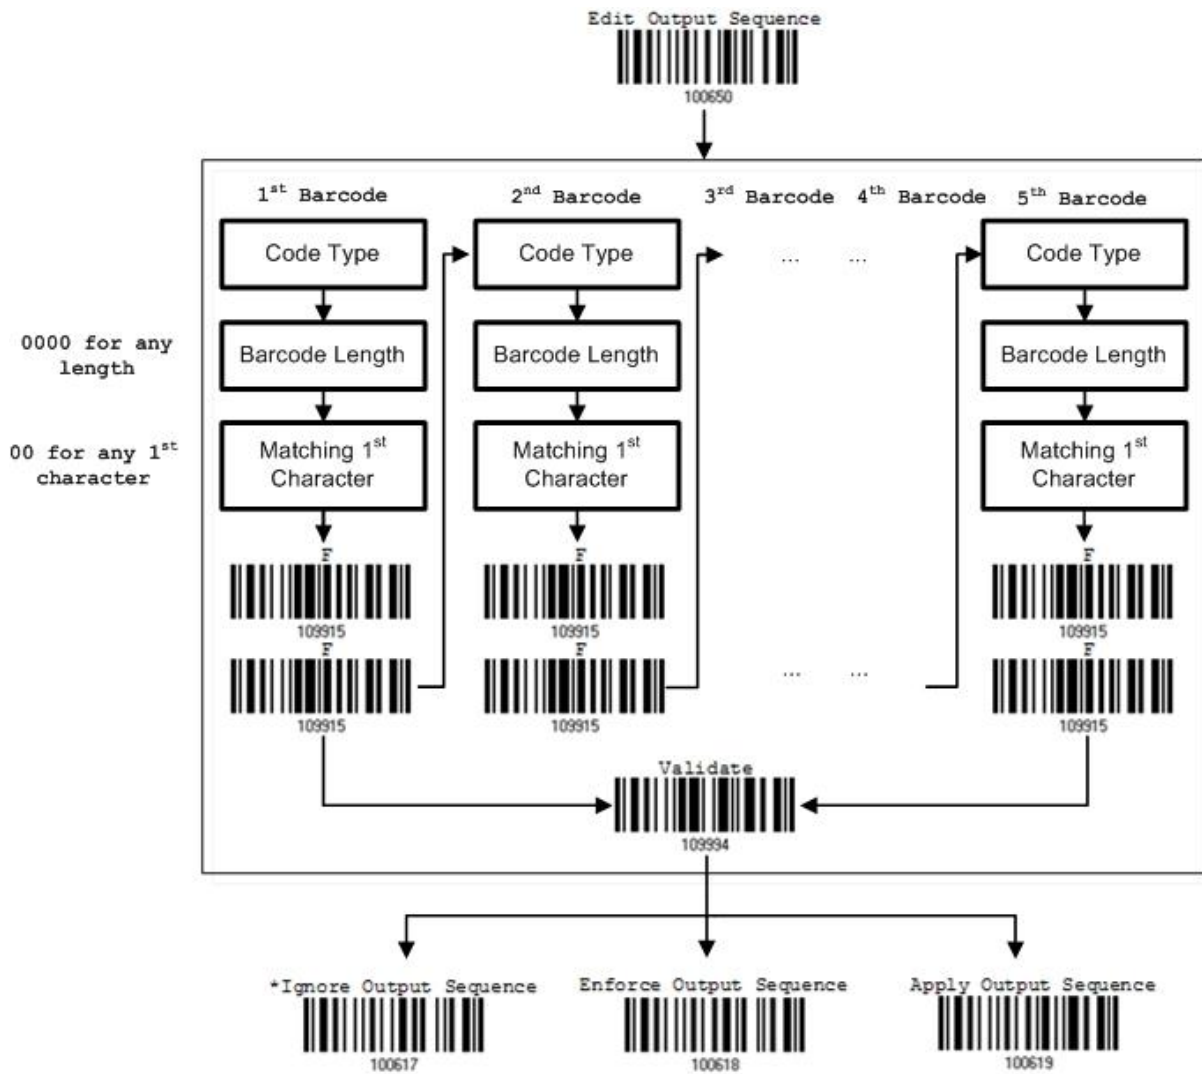 Edit Output Sequence
100650
1st Barcode
2nd Barcode
3rd Barcode
4th Barcode
5th Barcode
Code Type
Code Type
... ...
Code Type
0000 for any
length
Barcode Length
Barcode Length
Barcode Length
00 for any 1st
character
Matching 1st
Character
Matching 1st
Character
Matching 1st
Character
F
F
F
109915
109915
109915
F
F
F
... ...
109915
109915
109915
Validate
109994
*Ignore Output Sequence
Enforce Output Sequence
Apply Output Sequence
100617
100618
100619